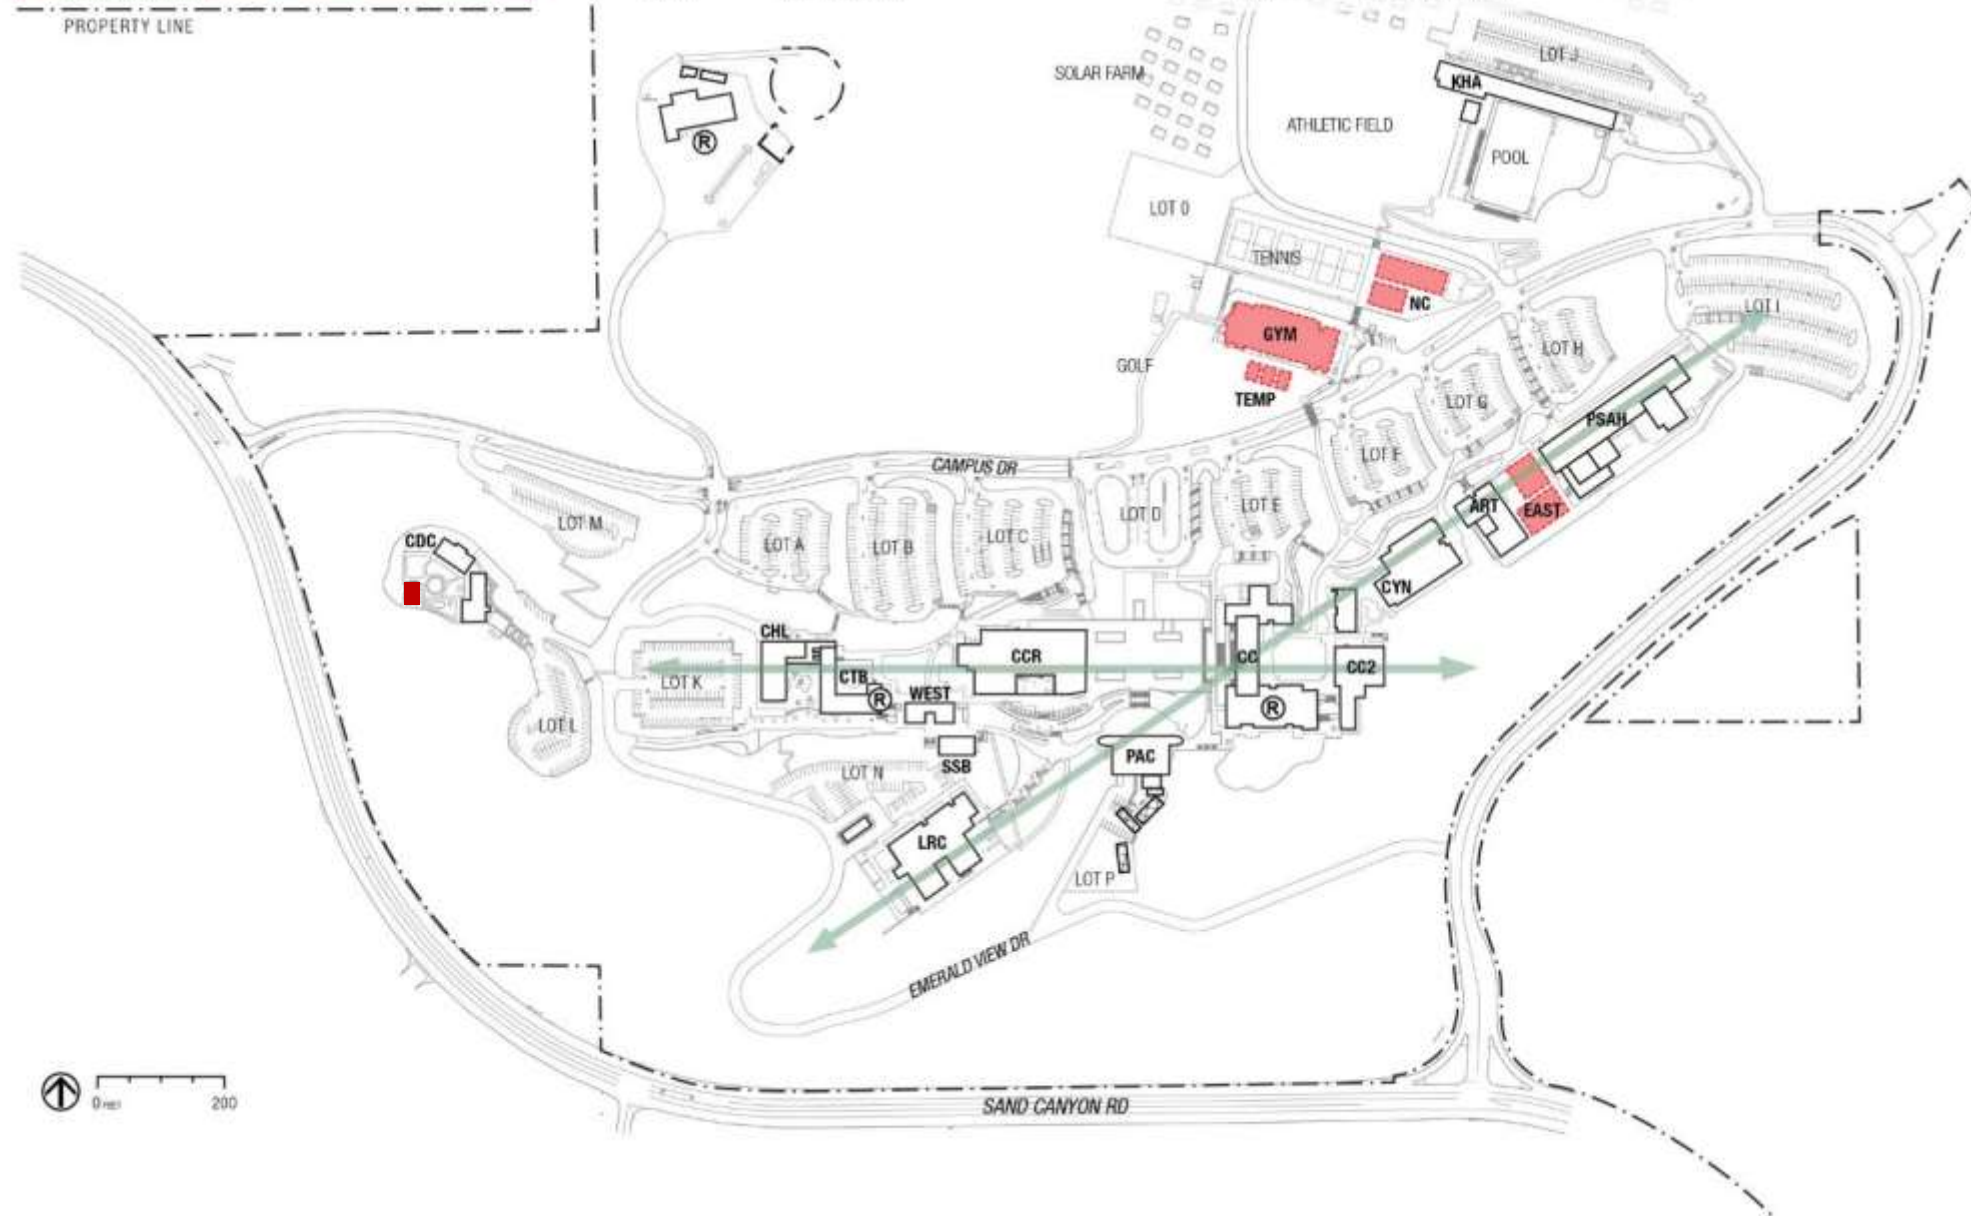 PROPERTY LINE
SOLAR FARM
LOT J
KHA
ATHLETIC FIELD
POOL
R
LOT O
TENNIS
NC
LOT I
GYM
LOT H
GOLF
TEMP
LOT G
PSAH
LOT F
CAMPUS DR
LOT M
LOT A
LOT B
LOT C
LOT D
LOT E
ART
EAST
CDC
CYN
CHL
CCR
CC
CC2
LOT K
CTB
WEST
R
R
LOT L
PAC
SSB
LOT N
LRC
LOT P
EMERALD VIEW DR
0 FEET 200
SAND CANYON RD